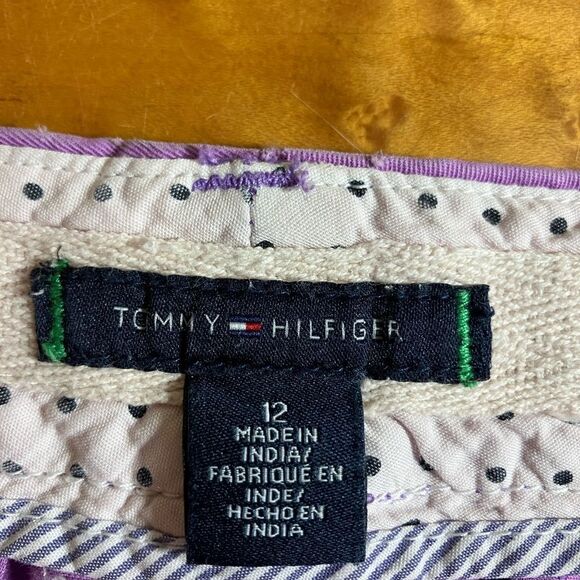 TOMMY HILFIGER
12
MADE IN
INDIA/
FABRIQUÉ EN
INDE/
HECHO EN
INDIA